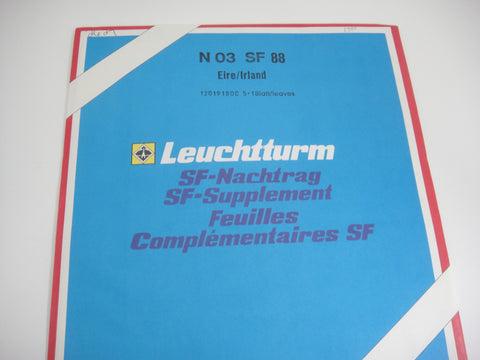 N 03 SF 88
Eire/Irland
Leuchtturm
SF-Nachtrag
SF-Supplement
Feuilles
Complémentaires SF